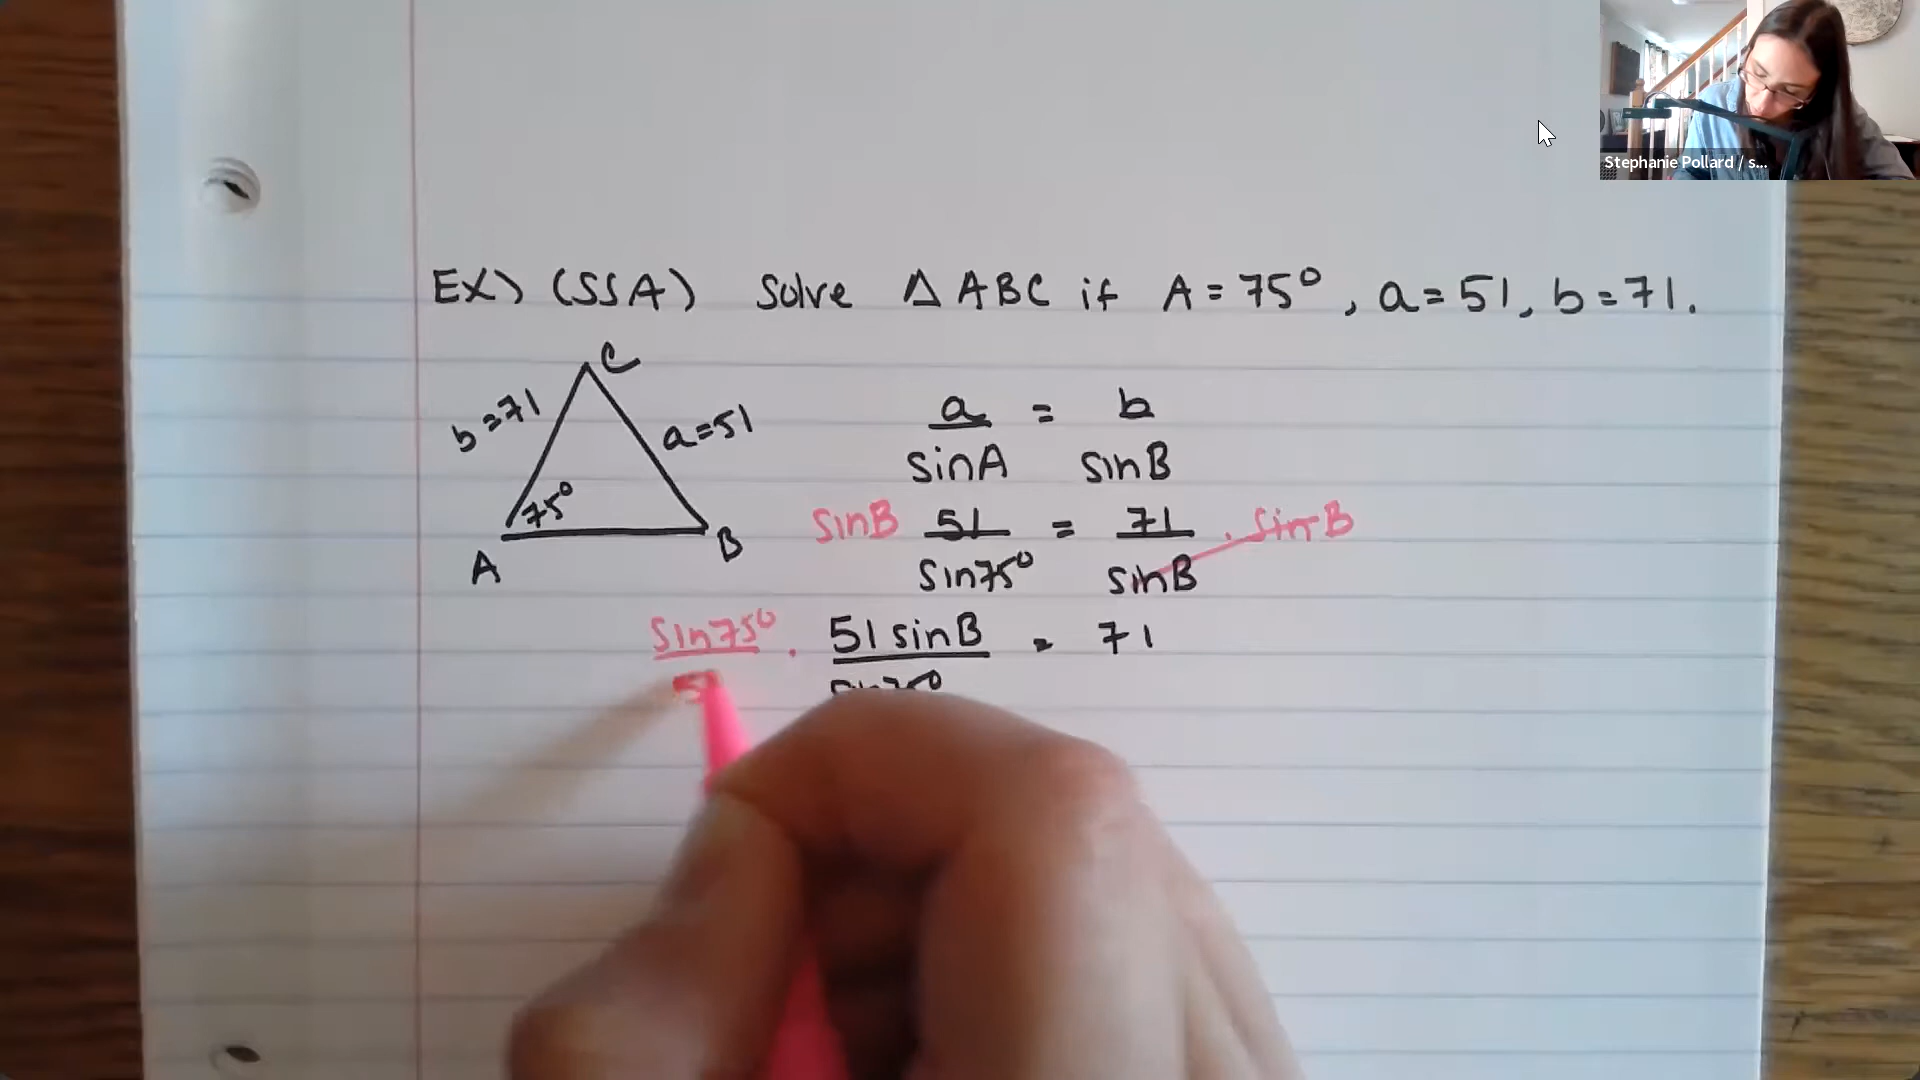 Stephanie Pollard / s...
EX) (SSA) Solve △ABC if A = 75°, a = 51, b = 71.
C
b = 71
a = 51
75°
A
B
a = b
sinA sinB
sinB 51 = 71 . sinB
sin75° sinB
sin75° . 51 sinB = 71